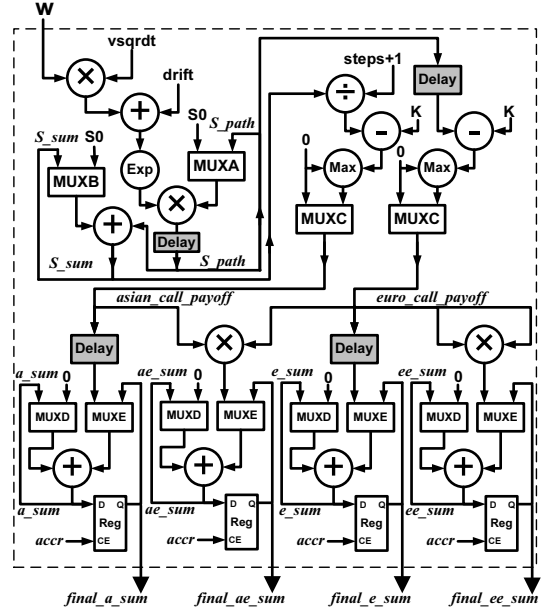 W
vsqrdt
×
drift
+
steps+1
÷
Delay
S0
S_path
K
-
K
-
S_sum
S0
Exp
MUXA
0
Max
0
Max
MUXB
×
MUXC
MUXC
+
Delay
S_sum
S_path
asian_call_payoff
euro_call_payoff
Delay
×
Delay
×
a_sum
0
ae_sum
0
e_sum
0
ee_sum
0
MUXD
MUXE
MUXD
MUXE
MUXD
MUXE
MUXD
MUXE
+
+
+
+
a_sum
D
Q
Reg
CE
accr
ae_sum
D
Q
Reg
CE
accr
e_sum
D
Q
Reg
CE
accr
ee_sum
D
Q
Reg
CE
accr
final_a_sum
final_ae_sum
final_e_sum
final_ee_sum